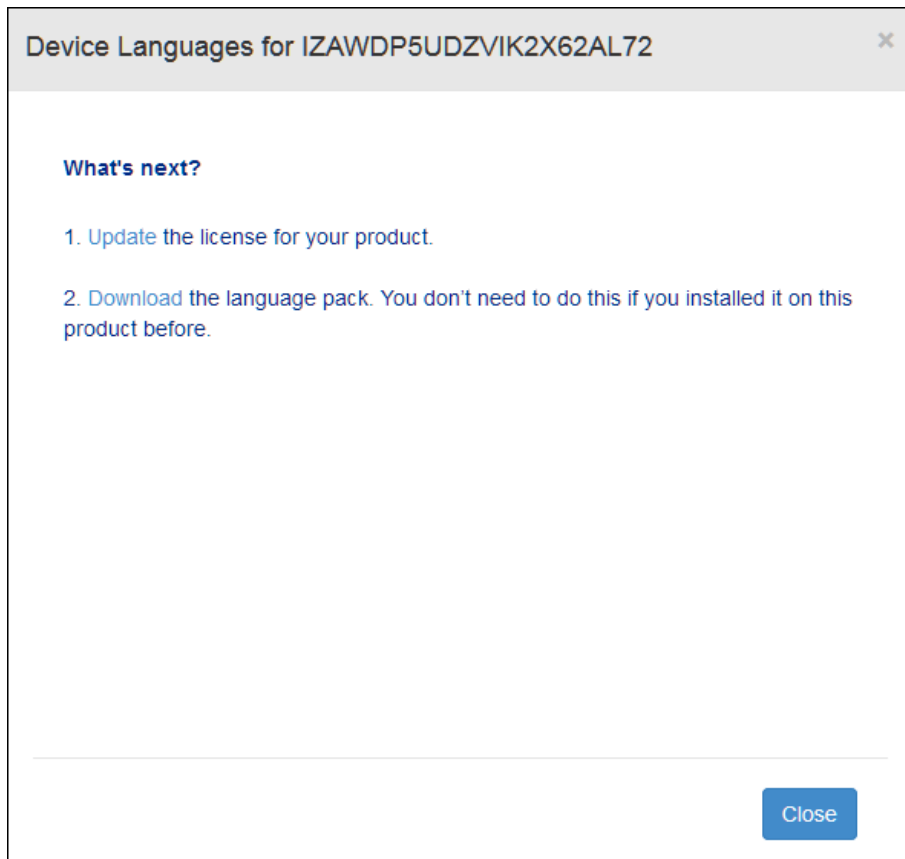 Device Languages for IZAWDP5UDZVIK2X62AL72
×
What's next?
1. Update the license for your product.
2. Download the language pack. You don’t need to do this if you installed it on this
product before.
Close